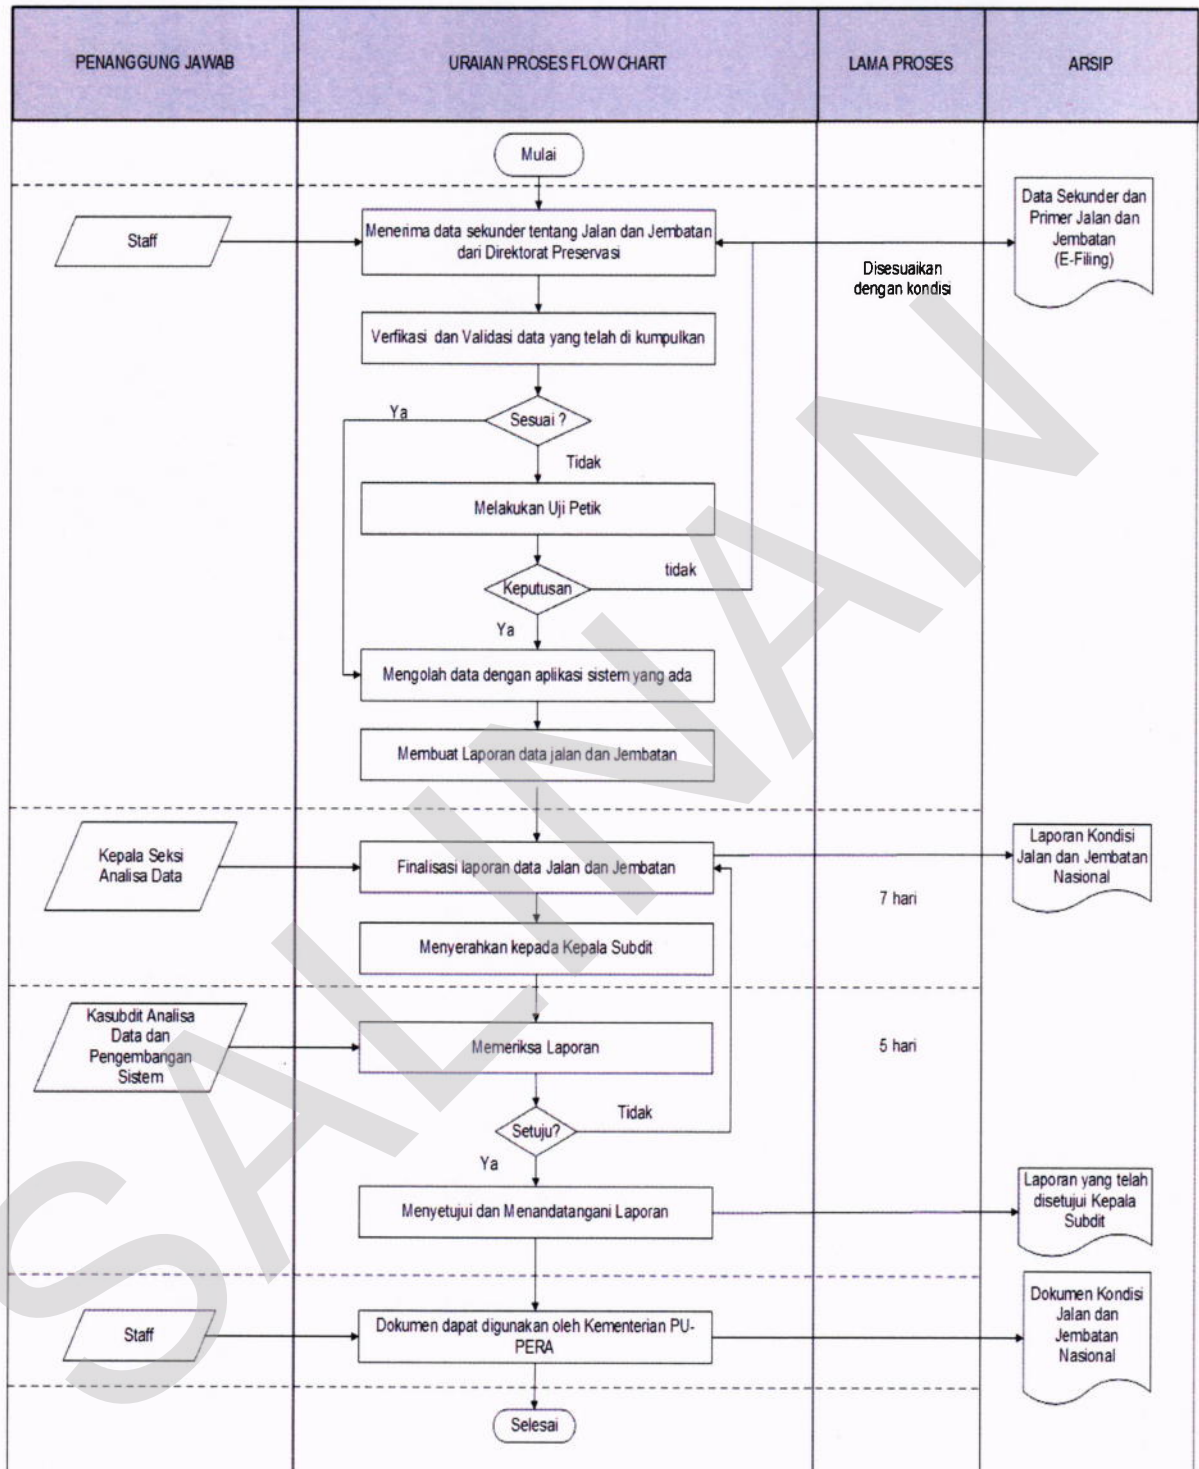 PENANGGUNG JAWAB
URAIAN PROSES FLOW CHART
LAMA PROSES
ARSIP
Mulai
Staff
Menerima data sekunder tentang Jalan dan Jembatan
dari Direktorat Preservasi
Disesuaikan
dengan kondisi
Data Sekunder dan
Primer Jalan dan
Jembatan
(E-Filing)
Verfikasi dan Validasi data yang telah di kumpulkan
Ya
Sesuai ?
Tidak
Melakukan Uji Petik
Keputusan
tidak
Ya
Mengolah data dengan aplikasi sistem yang ada
Membuat Laporan data jalan dan Jembatan
Kepala Seksi
Analisa Data
Finalisasi laporan data Jalan dan Jembatan
7 hari
Laporan Kondisi
Jalan dan Jembatan
Nasional
Menyerahkan kepada Kepala Subdit
Kasubdit Analisa
Data dan
Pengembangan
Sistem
Memeriksa Laporan
5 hari
Setuju?
Tidak
Ya
Menyetujui dan Menandatangani Laporan
Laporan yang telah
disetujui Kepala
Subdit
Staff
Dokumen dapat digunakan oleh Kementerian PU-
PERA
Dokumen Kondisi
Jalan dan
Jembatan
Nasional
Selesai
SALINAN